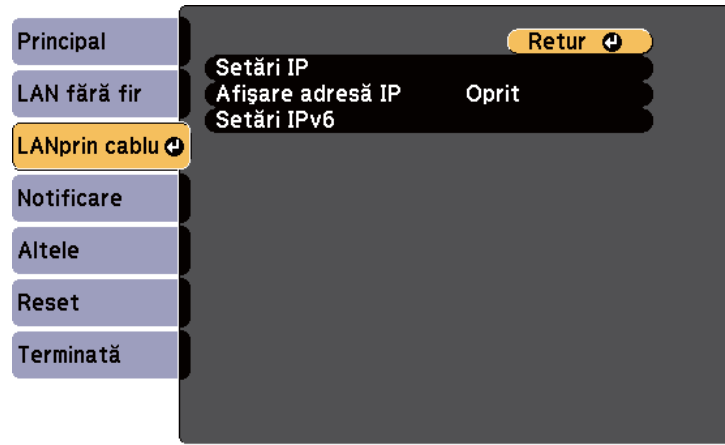 Principal
LAN fără fir
LANprin cablu
Notificare
Altele
Reset
Terminată
Retur
Setări IP
Afişare adresă IP Oprit
Setări IPv6